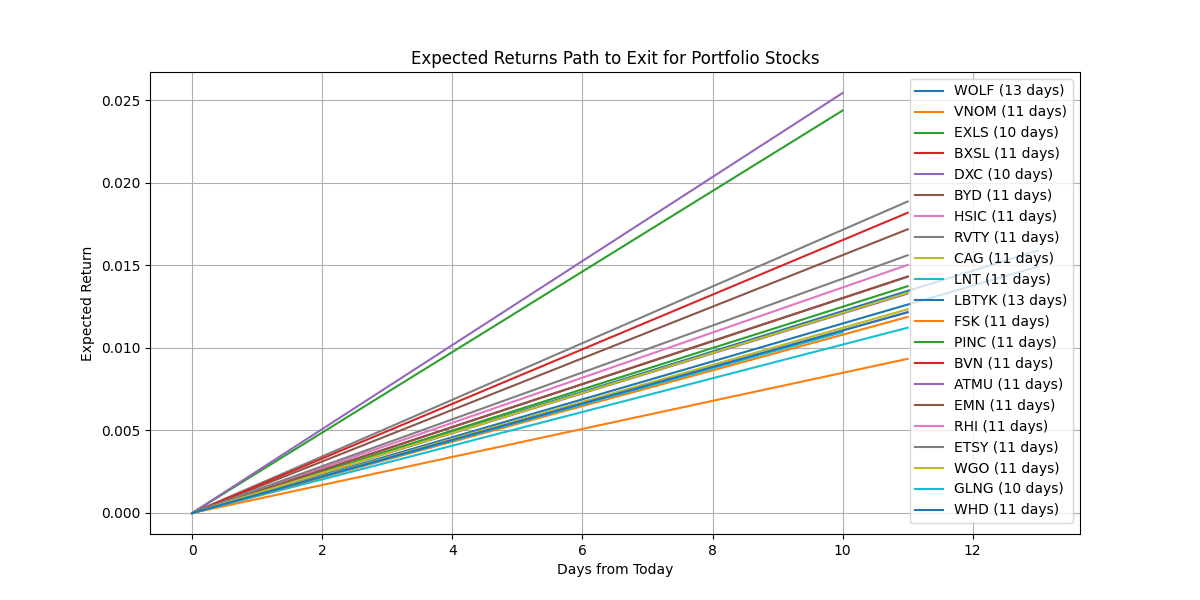 Expected Returns Path to Exit for Portfolio Stocks
Expected Return
0.025
0.020
0.015
0.010
0.005
0.000
WOLF (13 days)
VNOM (11 days)
EXLS (10 days)
BXSL (11 days)
DXC (10 days)
BYD (11 days)
HSIC (11 days)
RVTY (11 days)
CAG (11 days)
LNT (11 days)
LBTYK (13 days)
FSK (11 days)
PINC (11 days)
BVN (11 days)
ATMU (11 days)
EMN (11 days)
RHI (11 days)
ETSY (11 days)
WGO (11 days)
GLNG (10 days)
WHD (11 days)
0 2 4 6 8 10 12
Days from Today